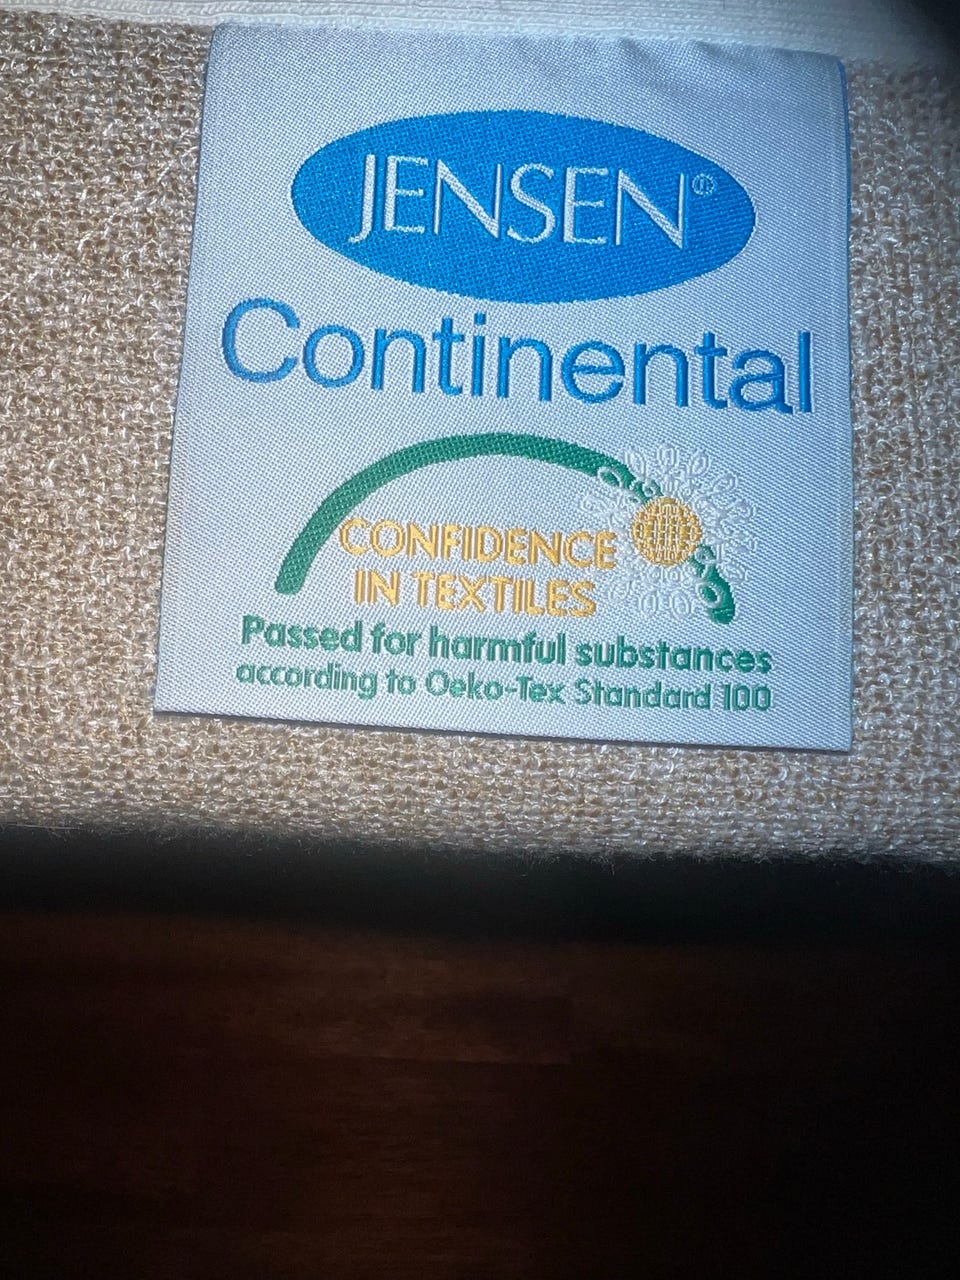 JENSEN®
Continental
CONFIDENCE
IN TEXTILES
Passed for harmful substances
according to Oeko-Tex Standard 100